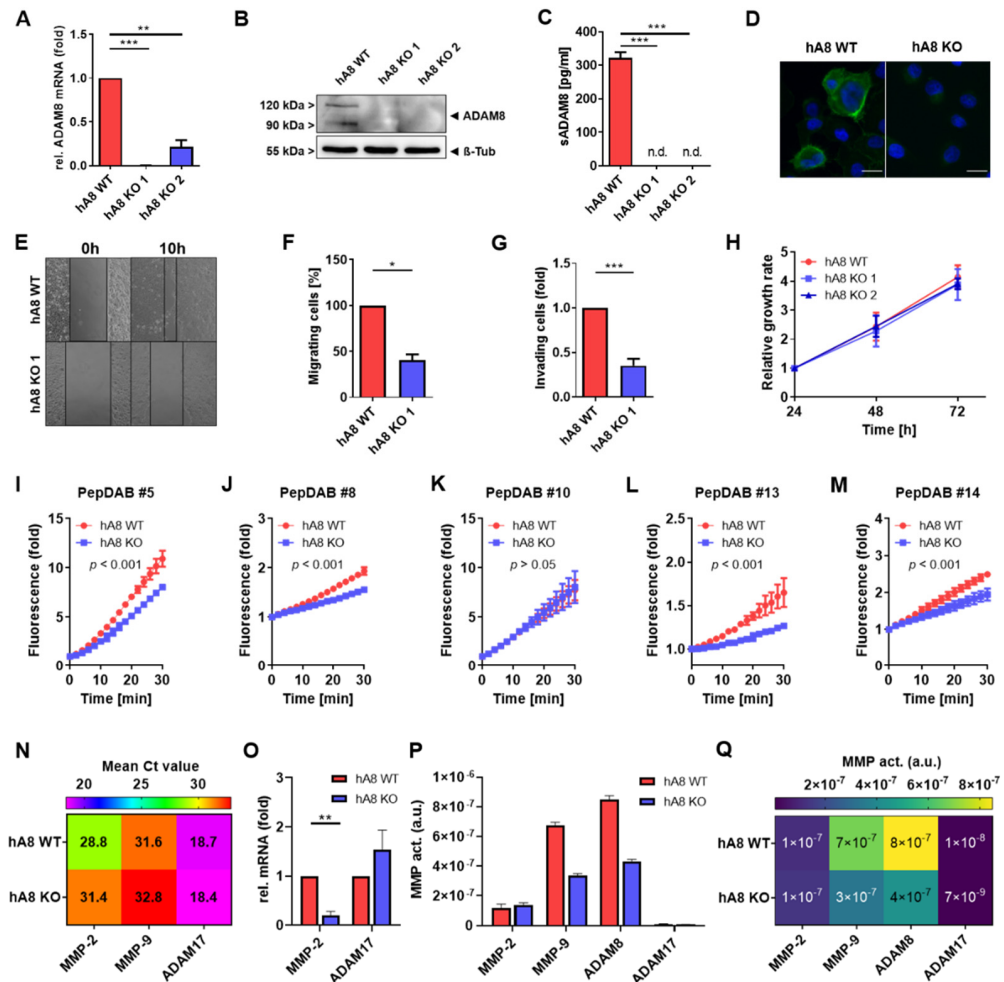 A
rel. ADAM8 mRNA (fold)
1.5
1.0
0.5
0.0
**
***
hA8 WT
hA8 KO 1
hA8 KO 2
B
hA8 WT
hA8 KO 1
hA8 KO 2
120 kDa >
90 kDa >
◄ ADAM8
55 kDa >
◄ ß-Tub
C
sADAM8 [pg/ml]
400
300
200
100
0
***
***
n.d.
n.d.
hA8 WT
hA8 KO 1
hA8 KO 2
D
hA8 WT
hA8 KO
E
0h
10h
hA8 WT
hA8 KO 1
F
Migrating cells [%]
150
100
50
0
*
hA8 WT
hA8 KO 1
G
Invading cells (fold)
1.5
1.0
0.5
0.0
***
hA8 WT
hA8 KO 1
H
Relative growth rate
5
4
3
2
1
0
hA8 WT
hA8 KO 1
hA8 KO 2
24
48
72
Time [h]
I
PepDAB #5
Fluorescence (fold)
15
10
5
0
hA8 WT
hA8 KO
p < 0.001
0 10 20 30
Time [min]
J
PepDAB #8
Fluorescence (fold)
3
2
1
0
hA8 WT
hA8 KO
p < 0.001
0 10 20 30
Time [min]
K
PepDAB #10
Fluorescence (fold)
15
10
5
0
hA8 WT
hA8 KO
p > 0.05
0 10 20 30
Time [min]
L
PepDAB #13
Fluorescence (fold)
2.5
2.0
1.5
1.0
hA8 WT
hA8 KO
p < 0.001
0 10 20 30
Time [min]
M
PepDAB #14
Fluorescence (fold)
4
3
2
1
0
hA8 WT
hA8 KO
p < 0.001
0 10 20 30
Time [min]
N
Mean Ct value
20 25 30
hA8 WT
28.8 31.6 18.7
hA8 KO
31.4 32.8 18.4
MMP-2
MMP-9
ADAM17
O
hA8 WT
hA8 KO
rel. mRNA (fold)
3
2
1
0
**
MMP-2
ADAM17
P
MMP act. (a.u.)
1×10⁻⁶
8×10⁻⁷
6×10⁻⁷
4×10⁻⁷
2×10⁻⁷
0
hA8 WT
hA8 KO
MMP-2
MMP-9
ADAM8
ADAM17
Q
MMP act. (a.u.)
2×10⁻⁷ 4×10⁻⁷ 6×10⁻⁷ 8×10⁻⁷
hA8 WT
1×10⁻⁷ 7×10⁻⁷ 8×10⁻⁷ 1×10⁻⁸
hA8 KO
1×10⁻⁷ 3×10⁻⁷ 4×10⁻⁷ 7×10⁻⁹
MMP-2
MMP-9
ADAM8
ADAM17